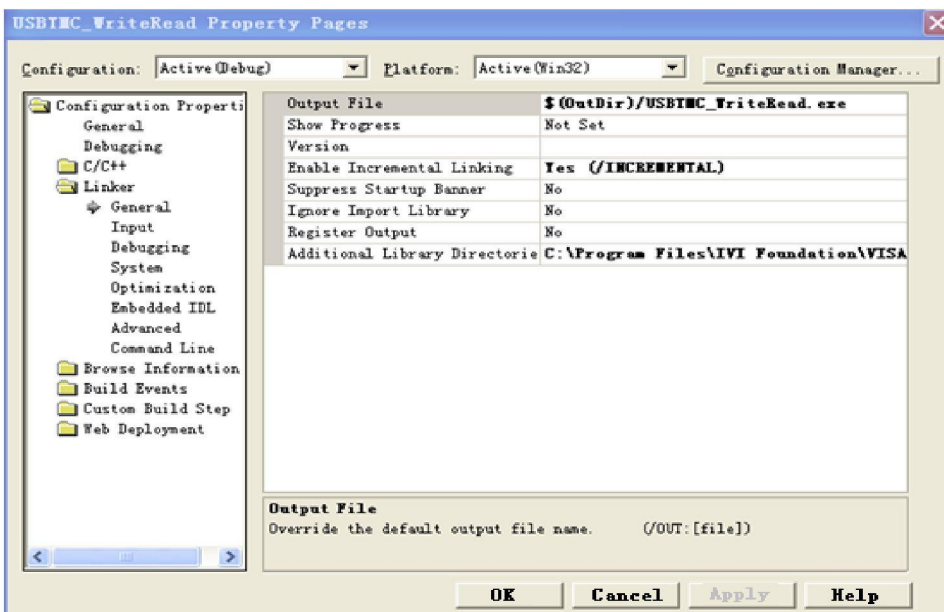 USBTMC_WriteRead Property Pages
Configuration: Active(Debug) Platform: Active(Win32) Configuration Manager...
Configuration Properti
General
Debugging
C/C++
Linker
General
Input
Debugging
System
Optimization
Embedded IDL
Advanced
Command Line
Browse Information
Build Events
Custom Build Step
Web Deployment
Output File $(OutDir)/USBTMC_WriteRead.exe
Show Progress Not Set
Version
Enable Incremental Linking Yes (/INCREMENTAL)
Suppress Startup Banner No
Ignore Import Library No
Register Output No
Additional Library Directorie C:\Program Files\IVI Foundation\VISA
Output File
Override the default output file name. (/OUT:[file])
OK Cancel Apply Help